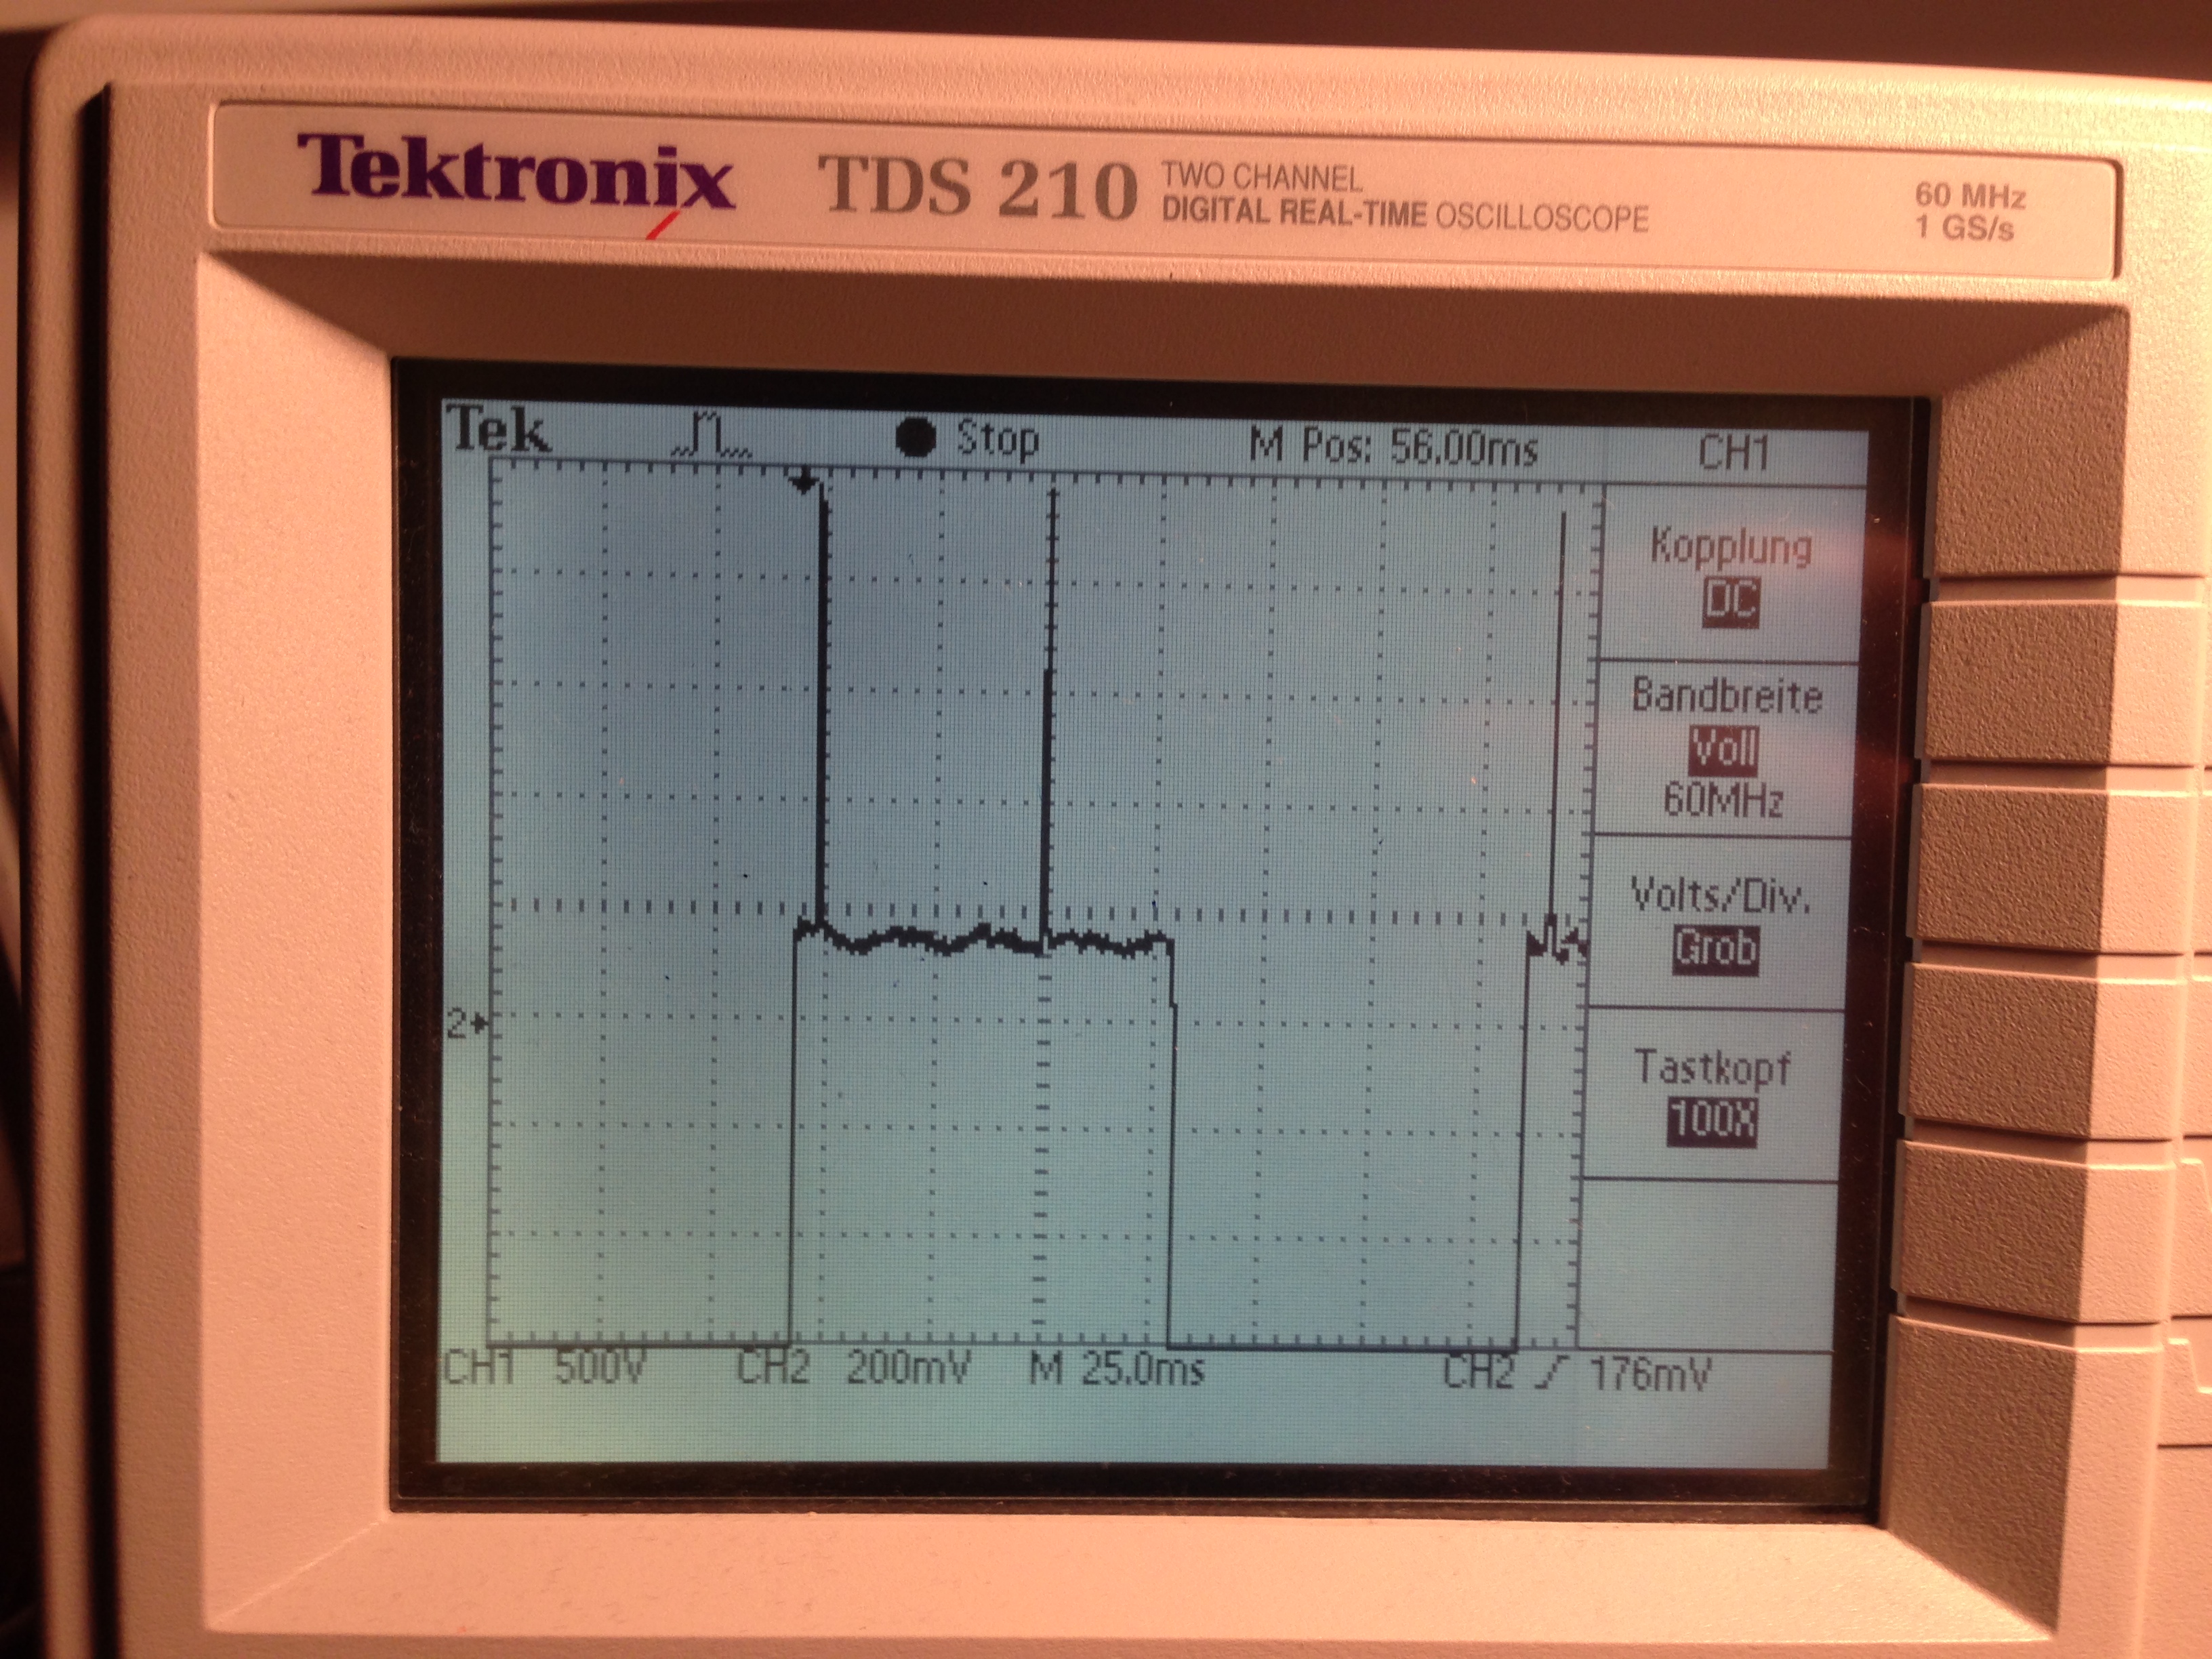 Tektronix TDS 210 TWO CHANNEL
DIGITAL REAL-TIME OSCILLOSCOPE
60 MHz
1 GS/s
Tek Stop M Pos: 56.00ms CH1
Kopplung
DC
Bandbreite
Voll
60MHz
Volts/Div.
Grob
Tastkopf
100X
2
CH1 500V CH2 200mV M 25.0ms CH2 176mV